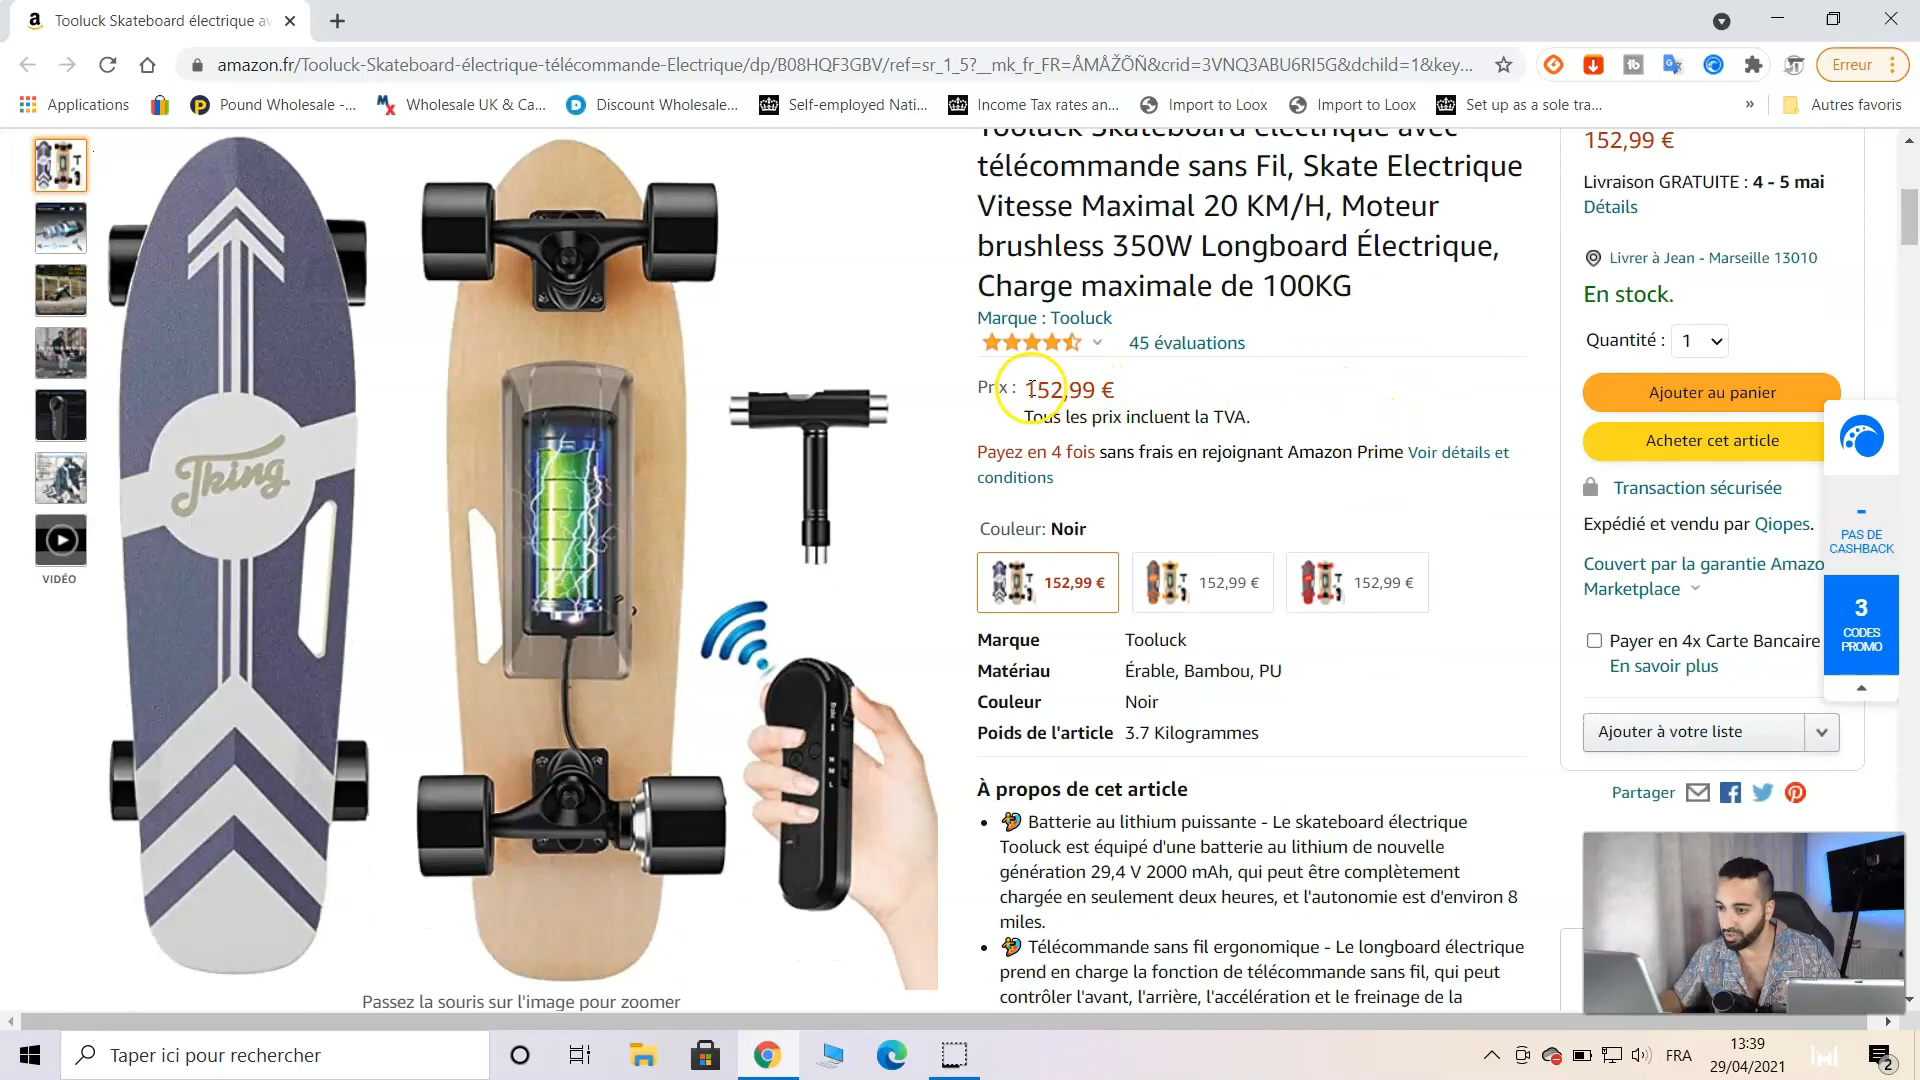 a Tooluck Skateboard électrique av
amazon.fr/Tooluck-Skateboard-électrique-télécommande-Electrique/dp/B08HQF3GBV/ref=sr_1_5?__mk_fr_FR=ÅMÅŽÕÑ&crid=3VNQ3ABU6RI5G&dchild=1&key...
Erreur
Applications
Pound Wholesale -...
Wholesale UK & Ca...
Discount Wholesale...
Self-employed Nati...
Income Tax rates an...
Import to Loox
Import to Loox
Set up as a sole tra...
»
Autres favoris
Tooluck Skateboard électrique avec
télécommande sans Fil, Skate Electrique
Vitesse Maximal 20 KM/H, Moteur
brushless 350W Longboard Électrique,
Charge maximale de 100KG
Marque : Tooluck
45 évaluations
Prix : 152,99 €
Tous les prix incluent la TVA.
Payez en 4 fois sans frais en rejoignant Amazon Prime Voir détails et
conditions
Couleur: Noir
152,99 €
152,99 €
152,99 €
Marque Tooluck
Matériau Érable, Bambou, PU
Couleur Noir
Poids de l'article 3.7 Kilogrammes
À propos de cet article
• Batterie au lithium puissante - Le skateboard électrique
Tooluck est équipé d'une batterie au lithium de nouvelle
génération 29,4 V 2000 mAh, qui peut être complètement
chargée en seulement deux heures, et l'autonomie est d'environ 8
miles.
• Télécommande sans fil ergonomique - Le longboard électrique
prend en charge la fonction de télécommande sans fil, qui peut
contrôler l'avant, l'arrière, l'accélération et le freinage de la
152,99 €
Livraison GRATUITE : 4 - 5 mai
Détails
Livrer à Jean - Marseille 13010
En stock.
Quantité : 1
Ajouter au panier
Acheter cet article
Transaction sécurisée
Expédié et vendu par Qiopes.
Couvert par la garantie Amazo
Marketplace
Payer en 4x Carte Bancaire
En savoir plus
Ajouter à votre liste
Partager
-
PAS DE
CASHBACK
3
CODES
PROMO
Tking
VIDÉO
Passez la souris sur l'image pour zoomer
Taper ici pour rechercher
FRA
13:39
29/04/2021
2